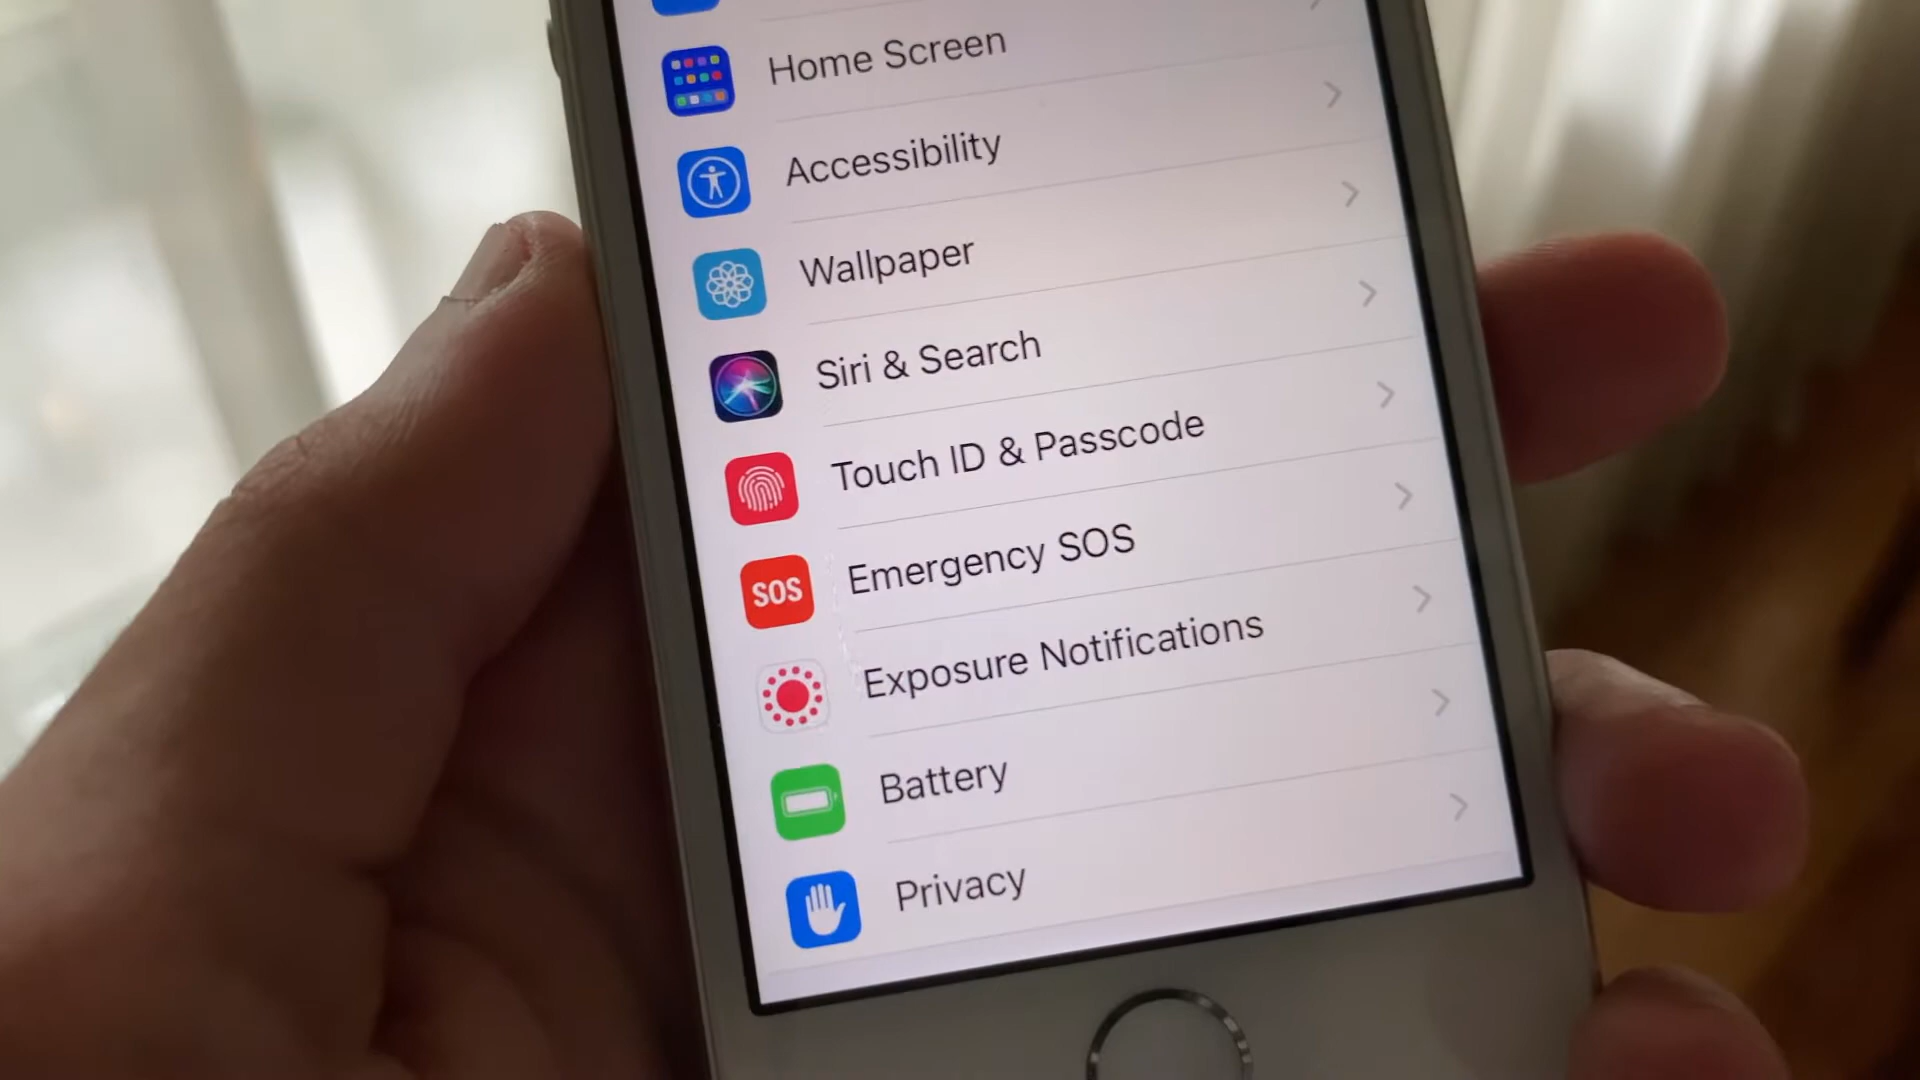 Home Screen
Accessibility
Wallpaper
Siri & Search
Touch ID & Passcode
SOS
Emergency SOS
Exposure Notifications
Battery
Privacy